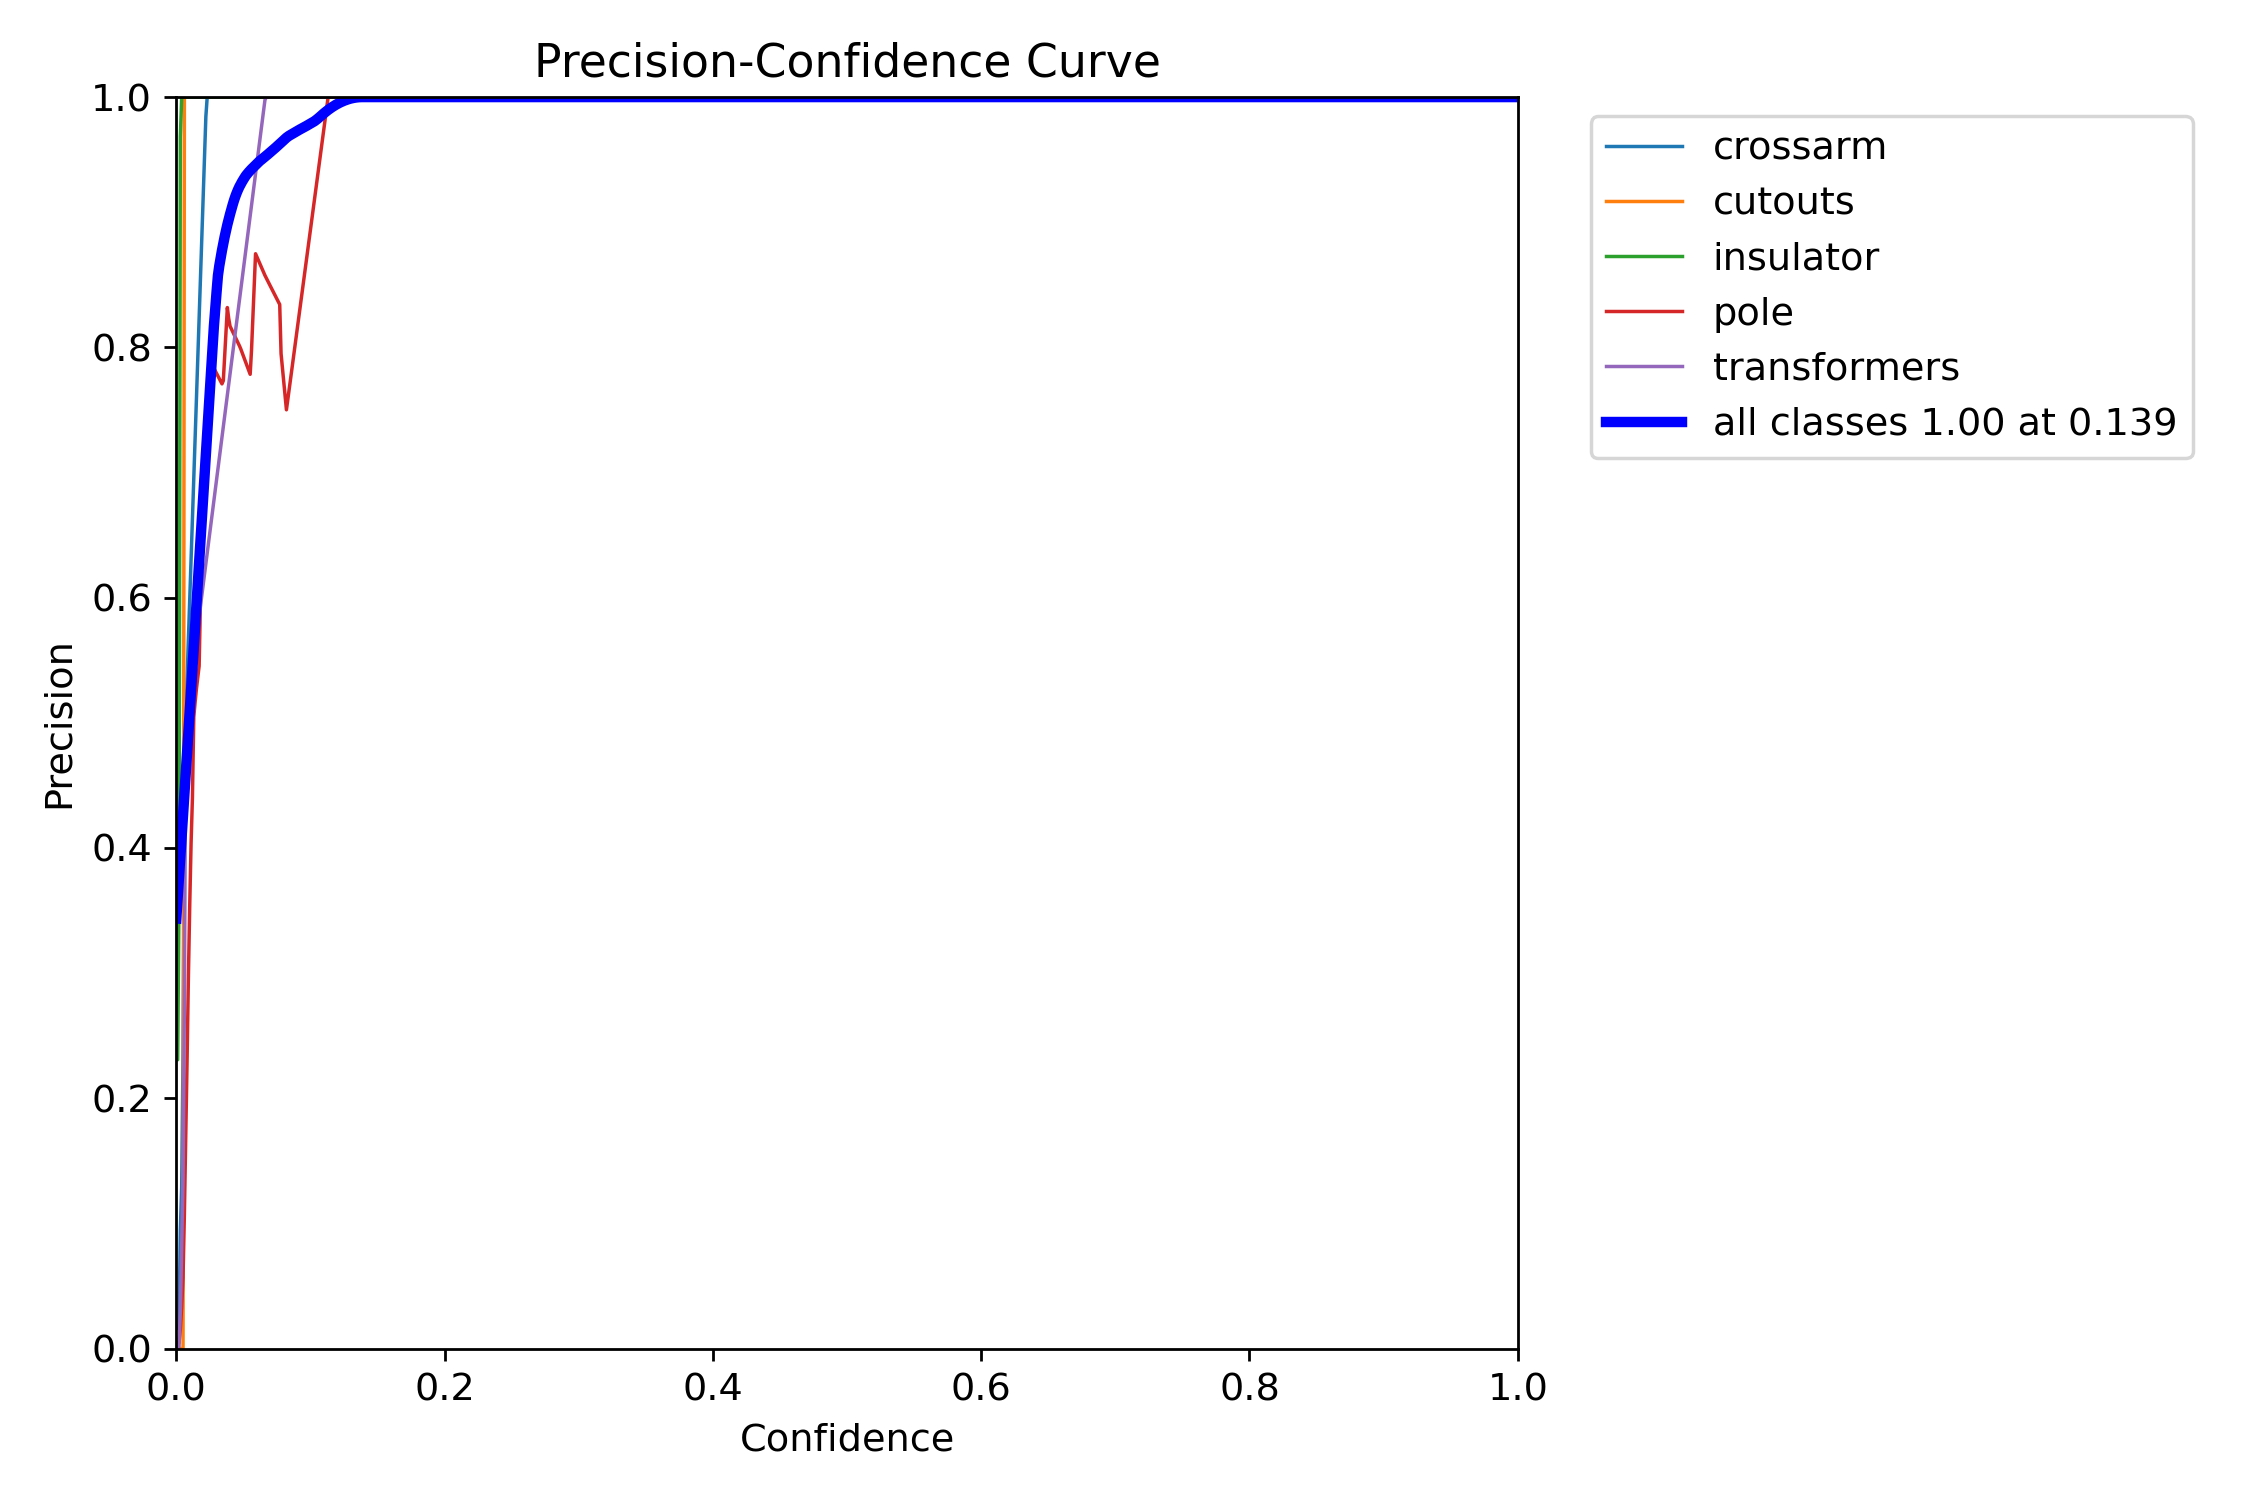 Precision-Confidence Curve
1.0
0.8
0.6
0.4
0.2
0.0
Precision
0.0 0.2 0.4 0.6 0.8 1.0
Confidence
crossarm
cutouts
insulator
pole
transformers
all classes 1.00 at 0.139